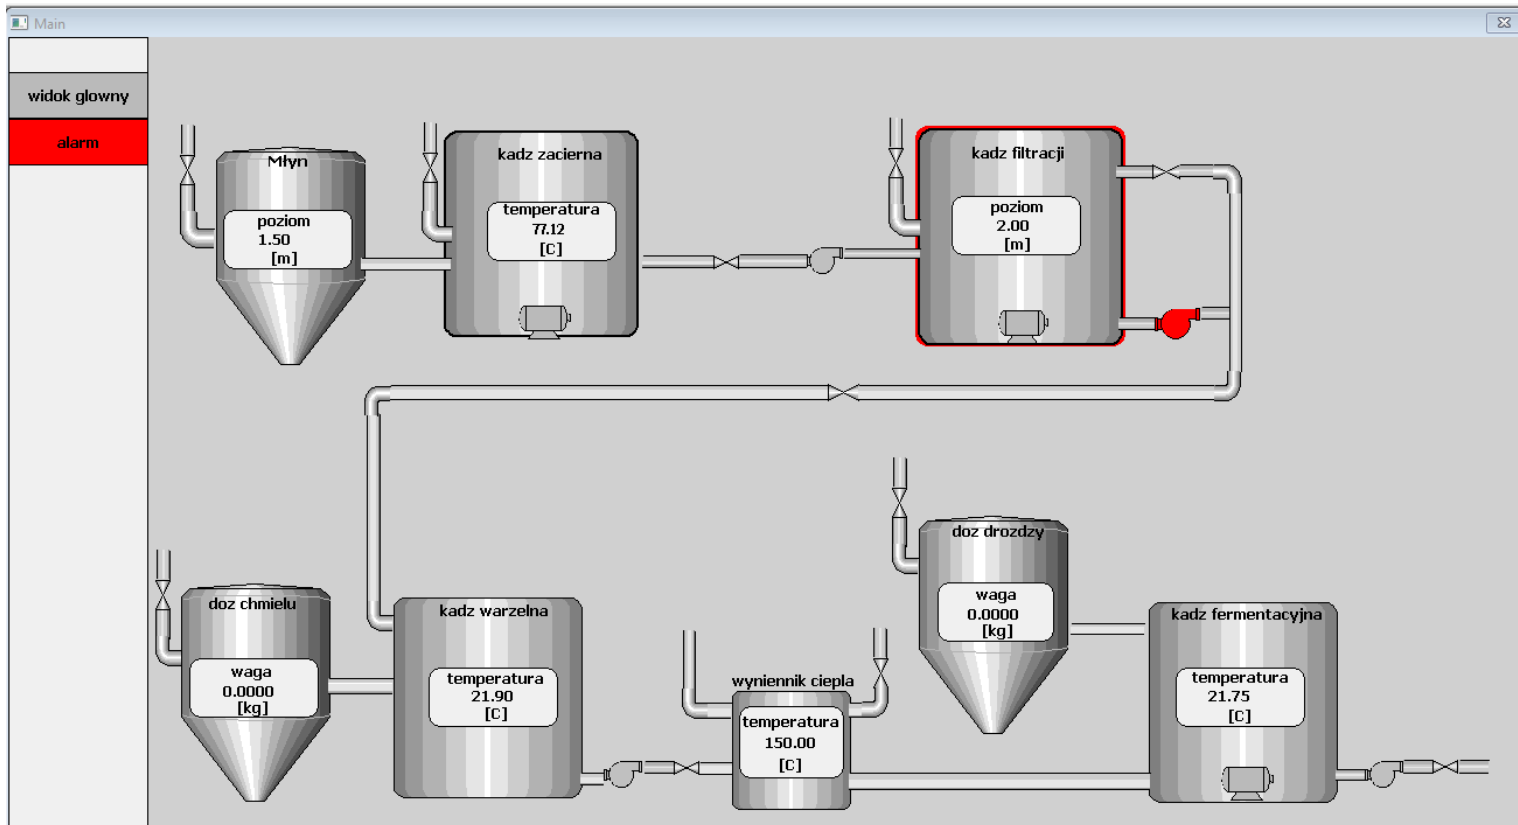 Main
widok glowny
alarm
Młyn
poziom
1.50
[m]
kadz zacierna
temperatura
77.12
[C]
kadz filtracji
poziom
2.00
[m]
doz chmielu
waga
0.0000
[kg]
kadz warzelna
temperatura
21.90
[C]
wyniennik ciepla
temperatura
150.00
[C]
doz drozdzy
waga
0.0000
[kg]
kadz fermentacyjna
temperatura
21.75
[C]